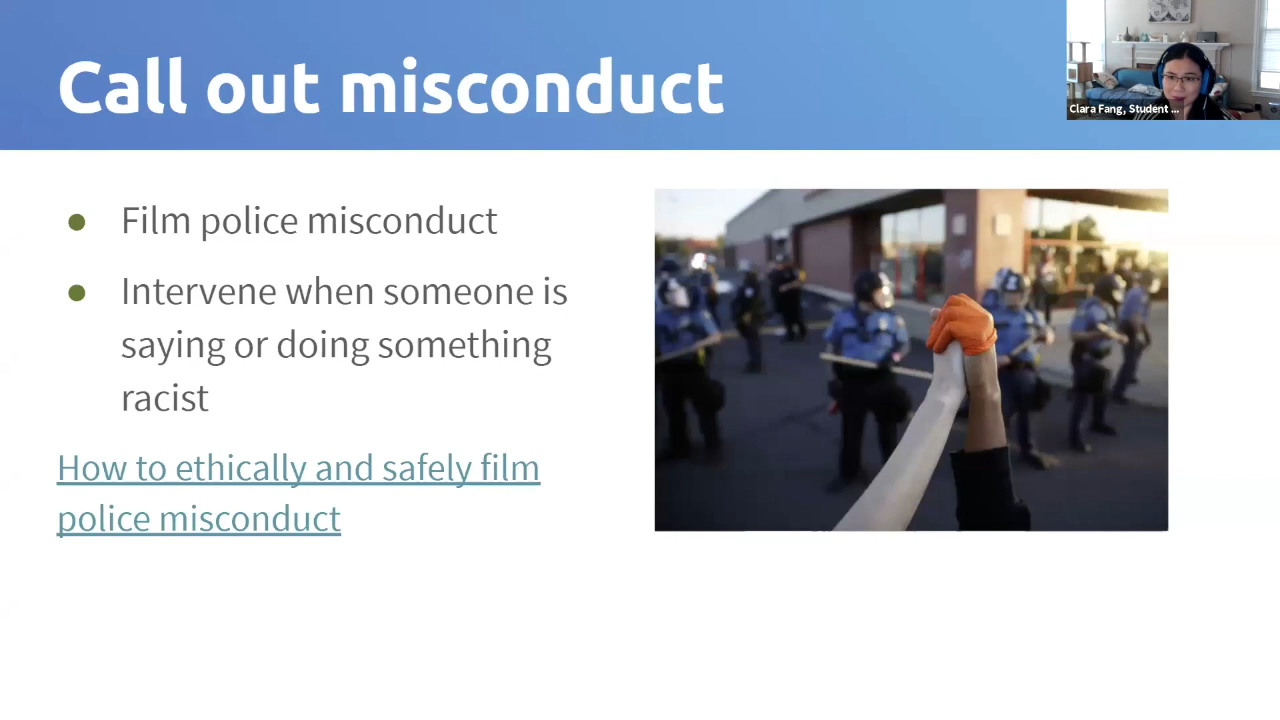 Call out misconduct
Clara Fang, Student ...
● Film police misconduct
● Intervene when someone is
saying or doing something
racist
How to ethically and safely film
police misconduct